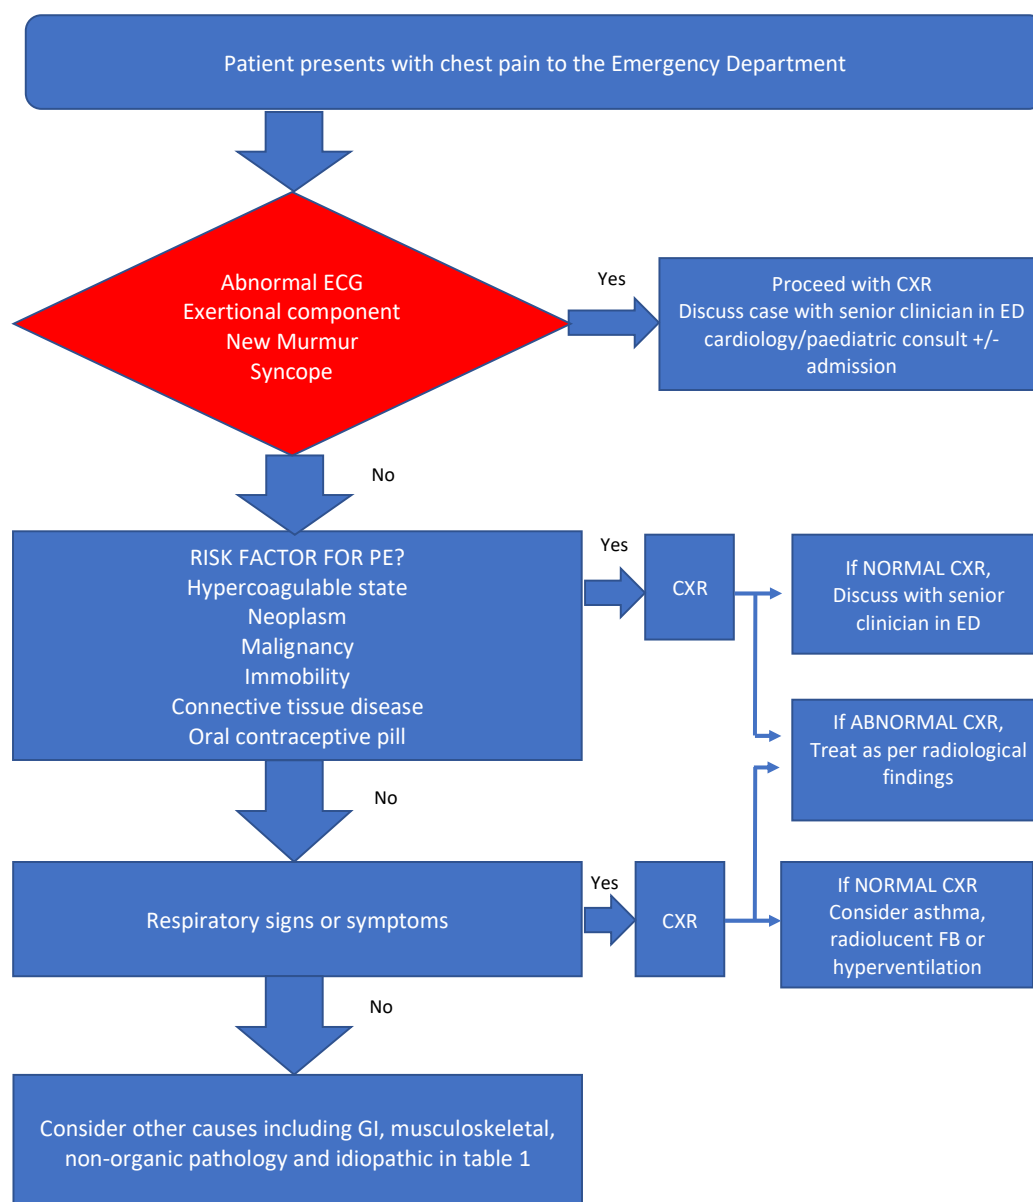 Patient presents with chest pain to the Emergency Department
Abnormal ECG
Exertional component
New Murmur
Syncope
Yes
Proceed with CXR
Discuss case with senior clinician in ED
cardiology/paediatric consult +/-
admission
No
RISK FACTOR FOR PE?
Hypercoagulable state
Neoplasm
Malignancy
Immobility
Connective tissue disease
Oral contraceptive pill
Yes
CXR
If NORMAL CXR,
Discuss with senior
clinician in ED
If ABNORMAL CXR,
Treat as per radiological
findings
No
Respiratory signs or symptoms
Yes
CXR
If NORMAL CXR
Consider asthma,
radiolucent FB or
hyperventilation
No
Consider other causes including GI, musculoskeletal,
non-organic pathology and idiopathic in table 1